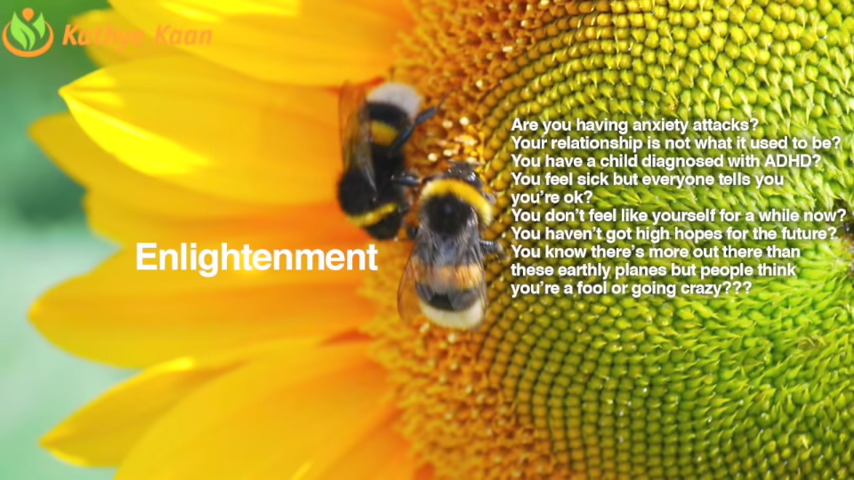 Kathye Kaan
Enlightenment
Are you having anxiety attacks?
Your relationship is not what it used to be?
You have a child diagnosed with ADHD?
You feel sick but everyone tells you
you're ok?
You don't feel like yourself for a while now?
You haven't got high hopes for the future?
You know there's more out there than
these earthly planes but people think
you're a fool or going crazy???